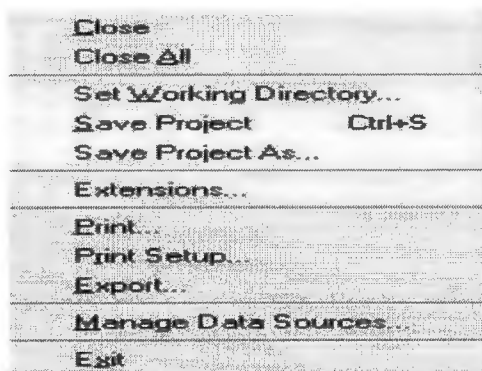 Close
Close All
Set Working Directory...
Save Project Ctrl+S
Save Project As...
Extensions...
Print...
Print Setup...
Export...
Manage Data Sources...
Exit